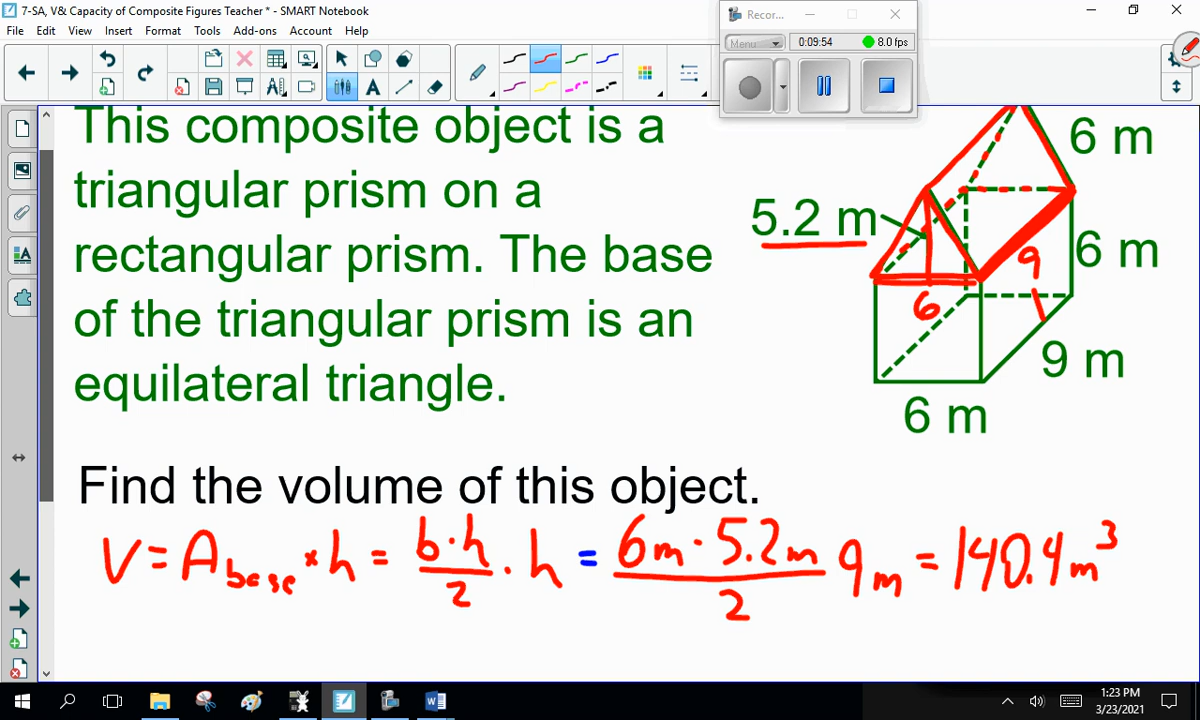 7-SA, V& Capacity of Composite Figures Teacher * - SMART Notebook
File Edit View Insert Format Tools Add-ons Account Help
Recor...
Menu 0:09:54 8.0 fps
This composite object is a
triangular prism on a
rectangular prism. The base
of the triangular prism is an
equilateral triangle.
6 m
5.2 m
6 m
9
6
9 m
6 m
Find the volume of this object.
V = A base × h = b·h/2 · h = 6m · 5.2m/2 9m = 140.4 m³
1:23 PM
3/23/2021